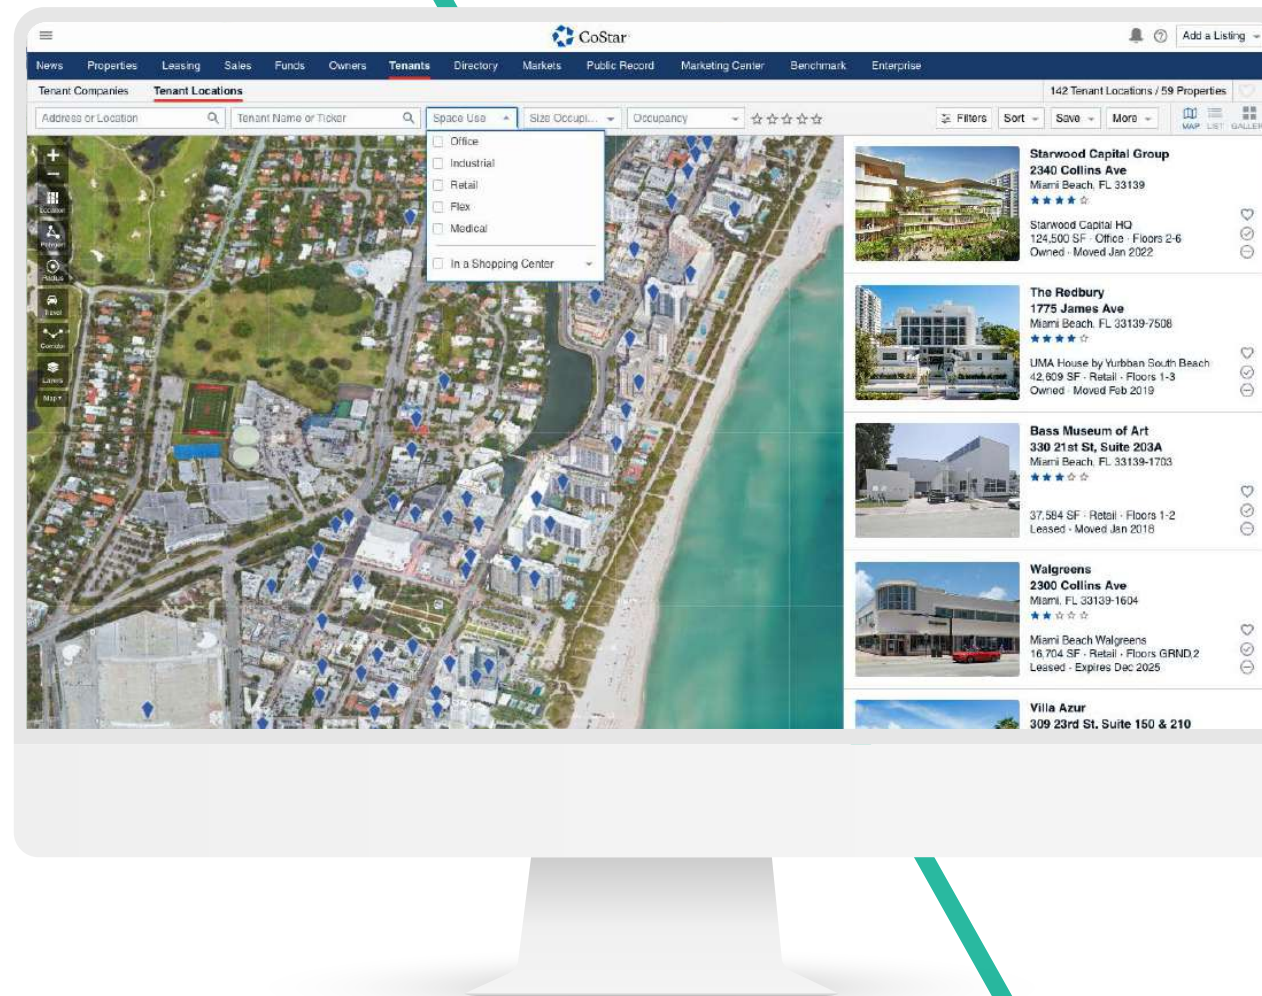 CoStar
Add a Listing
News Properties Leasing Sales Funds Owners Tenants Directory Markets Public Record Marketing Center Benchmark Enterprise
Tenant Companies Tenant Locations 142 Tenant Locations / 59 Properties
Address or Location Tenant Name or Ticker Space Use Size Occupi... Occupancy Filters Sort Save More
MAP LIST GALLER
Office
Industrial
Retail
Flex
Medical
In a Shopping Center
Location
Polygon
Radius
Travel
Corridor
Layers
Map
Starwood Capital Group
2340 Collins Ave
Miami Beach, FL 33139
Starwood Capital HQ
124,500 SF · Office · Floors 2-6
Owned · Moved Jan 2022
The Redbury
1775 James Ave
Miami Beach, FL 33139-7508
UMA House by Yurbban South Beach
42,609 SF · Retail · Floors 1-3
Owned · Moved Feb 2019
Bass Museum of Art
330 21st St, Suite 203A
Miami Beach, FL 33139-1703
37,584 SF · Retail · Floors 1-2
Leased · Moved Jan 2018
Walgreens
2300 Collins Ave
Miami, FL 33139-1604
Miami Beach Walgreens
16,704 SF · Retail · Floors GRND,2
Leased · Expires Dec 2025
Villa Azur
309 23rd St, Suite 150 & 210